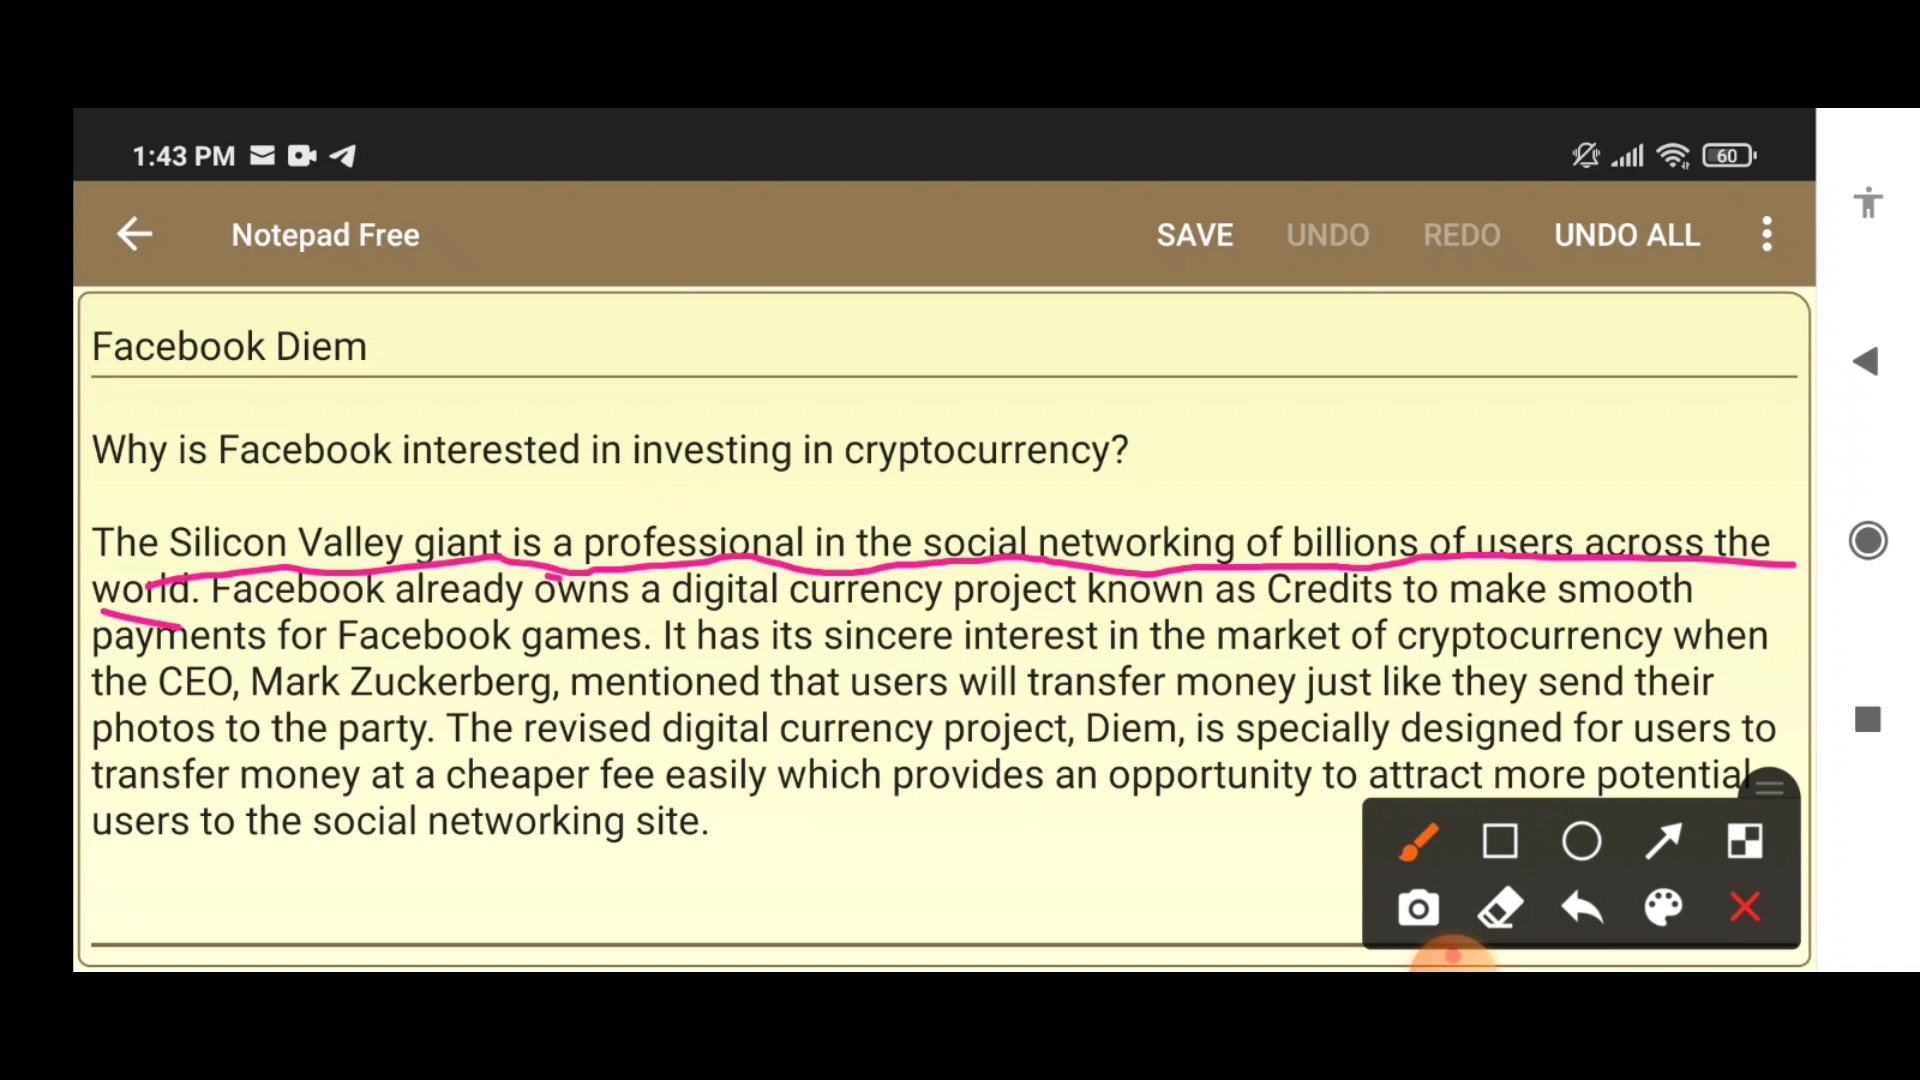 1:43 PM
60
Notepad Free
SAVE UNDO REDO UNDO ALL
Facebook Diem
Why is Facebook interested in investing in cryptocurrency?
The Silicon Valley giant is a professional in the social networking of billions of users across the
world. Facebook already owns a digital currency project known as Credits to make smooth
payments for Facebook games. It has its sincere interest in the market of cryptocurrency when
the CEO, Mark Zuckerberg, mentioned that users will transfer money just like they send their
photos to the party. The revised digital currency project, Diem, is specially designed for users to
transfer money at a cheaper fee easily which provides an opportunity to attract more potential
users to the social networking site.